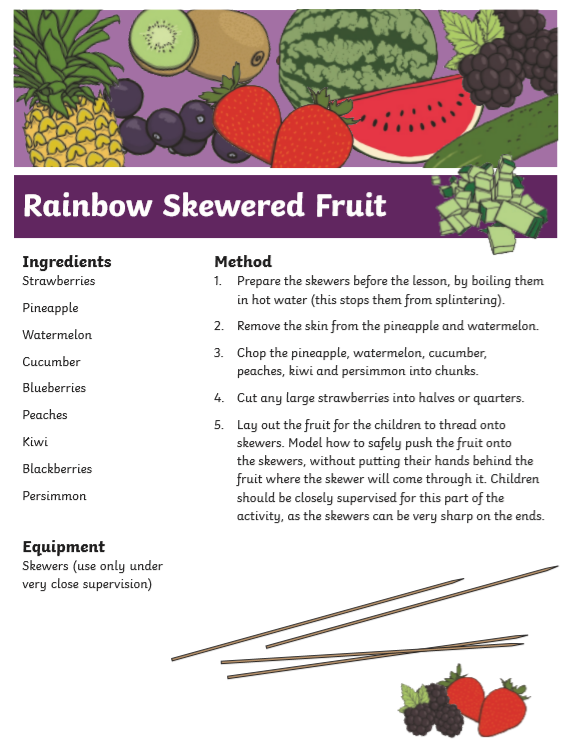 Rainbow Skewered Fruit
Ingredients
Strawberries
Pineapple
Watermelon
Cucumber
Blueberries
Peaches
Kiwi
Blackberries
Persimmon
Equipment
Skewers (use only under
very close supervision)
Method
1. Prepare the skewers before the lesson, by boiling them
in hot water (this stops them from splintering).
2. Remove the skin from the pineapple and watermelon.
3. Chop the pineapple, watermelon, cucumber,
peaches, kiwi and persimmon into chunks.
4. Cut any large strawberries into halves or quarters.
5. Lay out the fruit for the children to thread onto
skewers. Model how to safely push the fruit onto
the skewers, without putting their hands behind the
fruit where the skewer will come through it. Children
should be closely supervised for this part of the
activity, as the skewers can be very sharp on the ends.